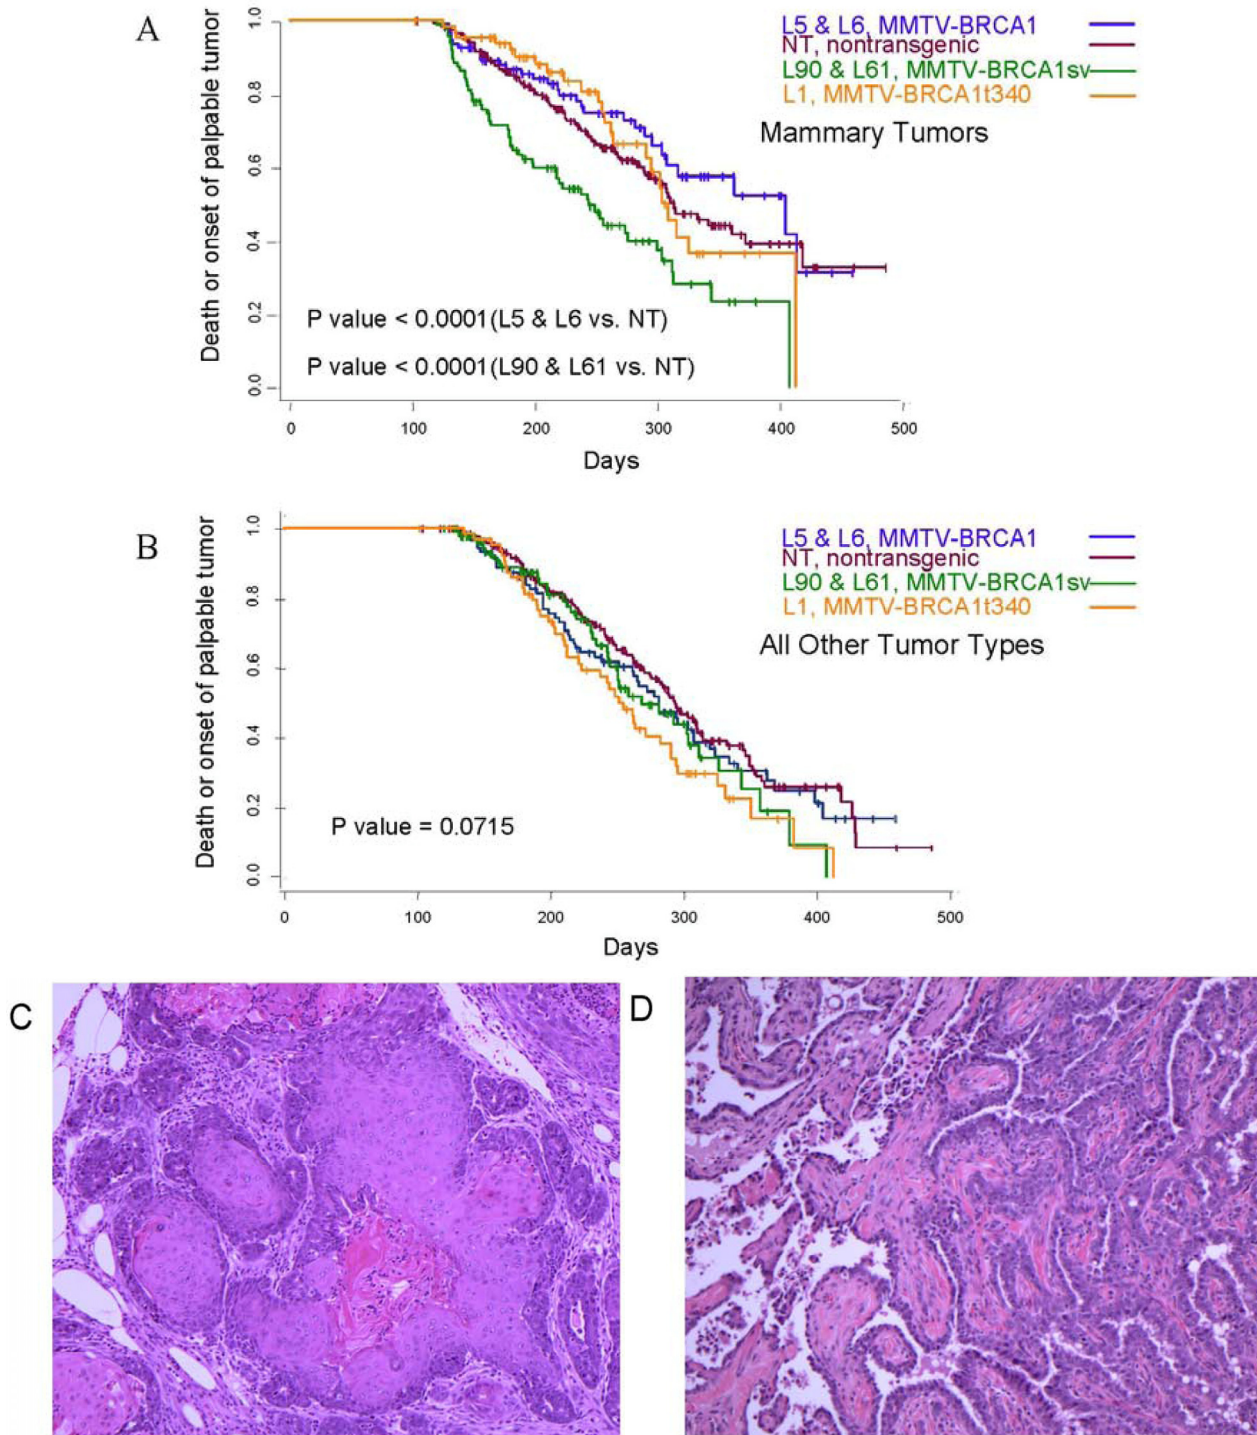 A
Death or onset of palpable tumor
1.0
0.8
0.6
0.4
0.2
0.0
L5 & L6, MMTV-BRCA1
NT, nontransgenic
L90 & L61, MMTV-BRCA1sv
L1, MMTV-BRCA1t340
Mammary Tumors
P value < 0.0001(L5 & L6 vs. NT)
P value < 0.0001(L90 & L61 vs. NT)
0 100 200 300 400 500
Days
B
Death or onset of palpable tumor
1.0
0.8
0.6
0.4
0.2
0.0
L5 & L6, MMTV-BRCA1
NT, nontransgenic
L90 & L61, MMTV-BRCA1sv
L1, MMTV-BRCA1t340
All Other Tumor Types
P value = 0.0715
0 100 200 300 400 500
Days
C
D